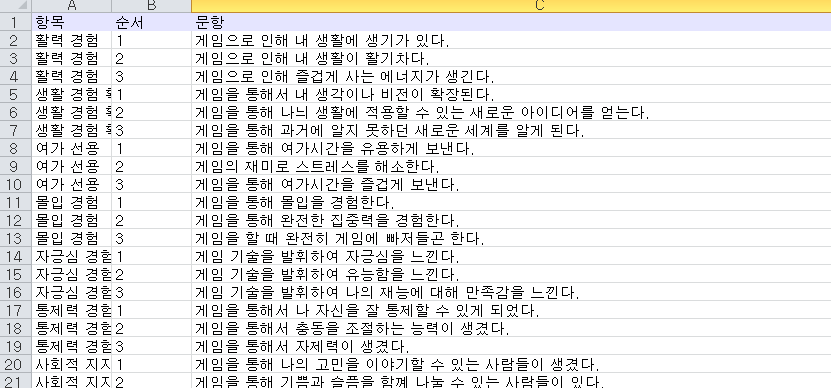 A B C
1 항목 순서 문항
2 활력 경험 1 게임으로 인해 내 생활에 생기가 있다.
3 활력 경험 2 게임으로 인해 내 생활이 활기차다.
4 활력 경험 3 게임으로 인해 즐겁게 사는 에너지가 생긴다.
5 생활 경험 1 게임을 통해서 내 생각이나 비전이 확장된다.
6 생활 경험 2 게임을 통해 나늬 생활에 적용할 수 있는 새로운 아이디어를 얻는다.
7 생활 경험 3 게임을 통해 과거에 알지 못하던 새로운 세계를 알게 된다.
8 여가 선용 1 게임을 통해 여가시간을 유용하게 보낸다.
9 여가 선용 2 게임의 재미로 스트레스를 해소한다.
10 여가 선용 3 게임을 통해 여가시간을 즐겁게 보낸다.
11 몰입 경험 1 게임을 통해 몰입을 경험한다.
12 몰입 경험 2 게임을 통해 완전한 집중력을 경험한다.
13 몰입 경험 3 게임을 할 때 완전히 게임에 빠저들곤 한다.
14 자긍심 경험 1 게임 기술을 발휘하여 자긍심을 느낀다.
15 자긍심 경험 2 게임 기술을 발휘하여 유능함을 느낀다.
16 자긍심 경험 3 게임 기술을 발휘하여 나의 재능에 대해 만족감을 느낀다.
17 통제력 경험 1 게임을 통해서 나 자신을 잘 통제할 수 있게 되었다.
18 통제력 경험 2 게임을 통해서 충동을 조절하는 능력이 생겼다.
19 통제력 경험 3 게임을 통해서 자제력이 생겼다.
20 사회적 지지 1 게임을 통해 나의 고민을 이야기할 수 있는 사람들이 생겼다.
21 사회적 지지 2 게임을 통해 기쁨과 슬픔을 함께 나눌 수 있는 사람들이 있다.